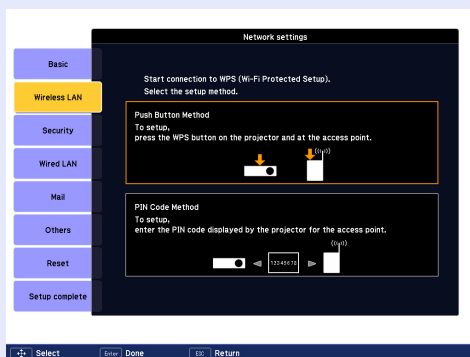 Network settings
Basic
Wireless LAN
Security
Wired LAN
Mail
Others
Reset
Setup complete
Start connection to WPS (Wi-Fi Protected Setup).
Select the setup method.
Push Button Method
To setup,
press the WPS button on the projector and at the access point.
PIN Code Method
To setup,
enter the PIN code displayed by the projector for the access point.
12345678
Select Enter Done ESC Return